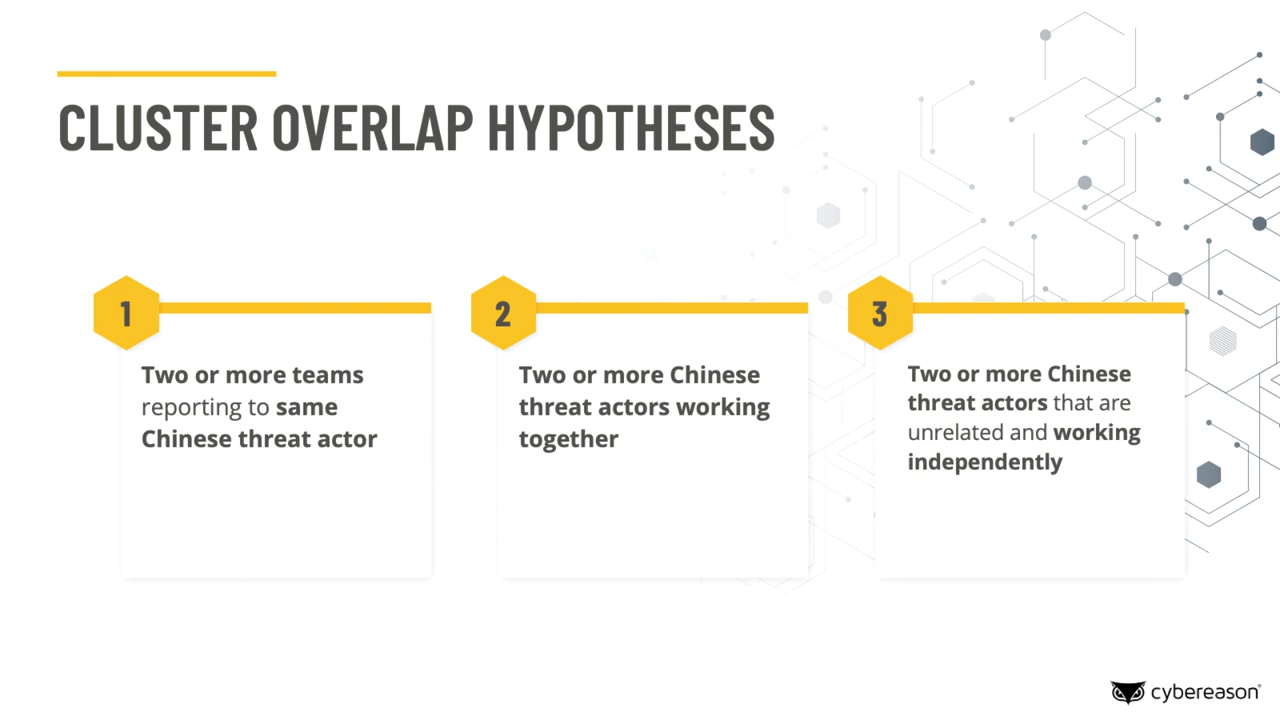 CLUSTER OVERLAP HYPOTHESES
1
Two or more teams
reporting to same
Chinese threat actor
2
Two or more Chinese
threat actors working
together
3
Two or more Chinese
threat actors that are
unrelated and working
independently
cybereason®